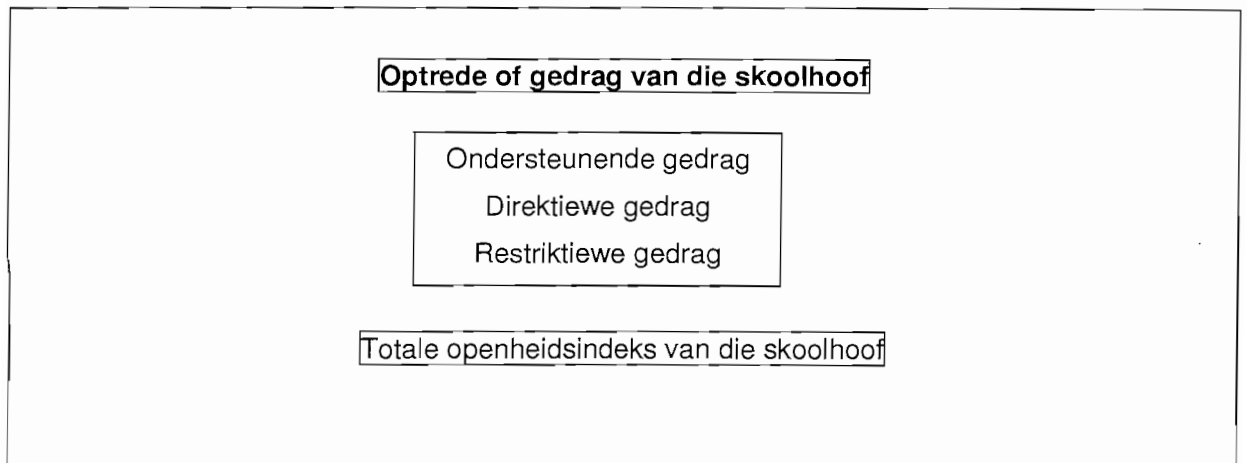 Optrede of gedrag van die skoolhoof
Ondersteunende gedrag
Direktiewe gedrag
Restriktiewe gedrag
Totale openheidsindeks van die skoolhoof